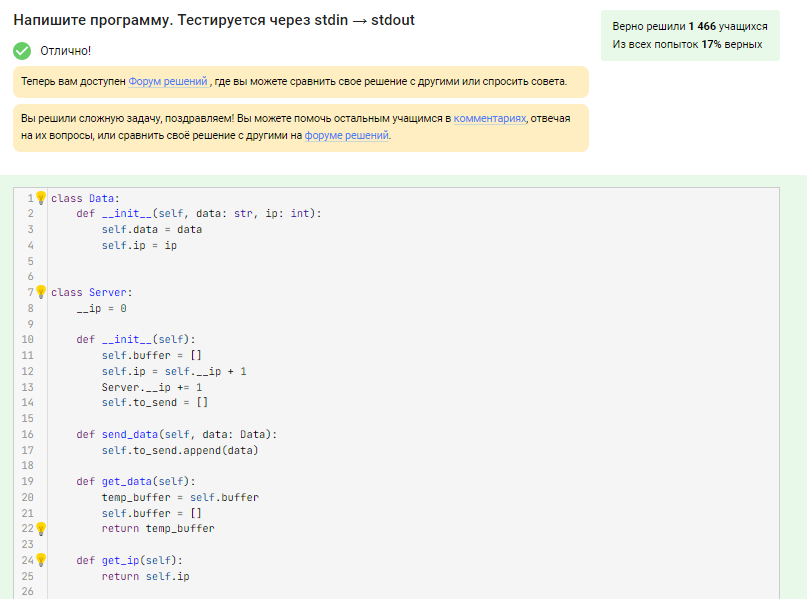 Напишите программу. Тестируется через stdin → stdout
Верно решили 1 466 учащихся
Из всех попыток 17% верных
Отлично!
Теперь вам доступен Форум решений, где вы можете сравнить свое решение с другими или спросить совета.
Вы решили сложную задачу, поздравляем! Вы можете помочь остальным учащимся в комментариях, отвечая
на их вопросы, или сравнить своё решение с другими на форуме решений.
1 class Data:
2     def __init__(self, data: str, ip: int):
3         self.data = data
4         self.ip = ip
5
6
7 class Server:
8     __ip = 0
9
10     def __init__(self):
11         self.buffer = []
12         self.ip = self.__ip + 1
13         Server.__ip += 1
14         self.to_send = []
15
16     def send_data(self, data: Data):
17         self.to_send.append(data)
18
19     def get_data(self):
20         temp_buffer = self.buffer
21         self.buffer = []
22         return temp_buffer
23
24     def get_ip(self):
25         return self.ip
26